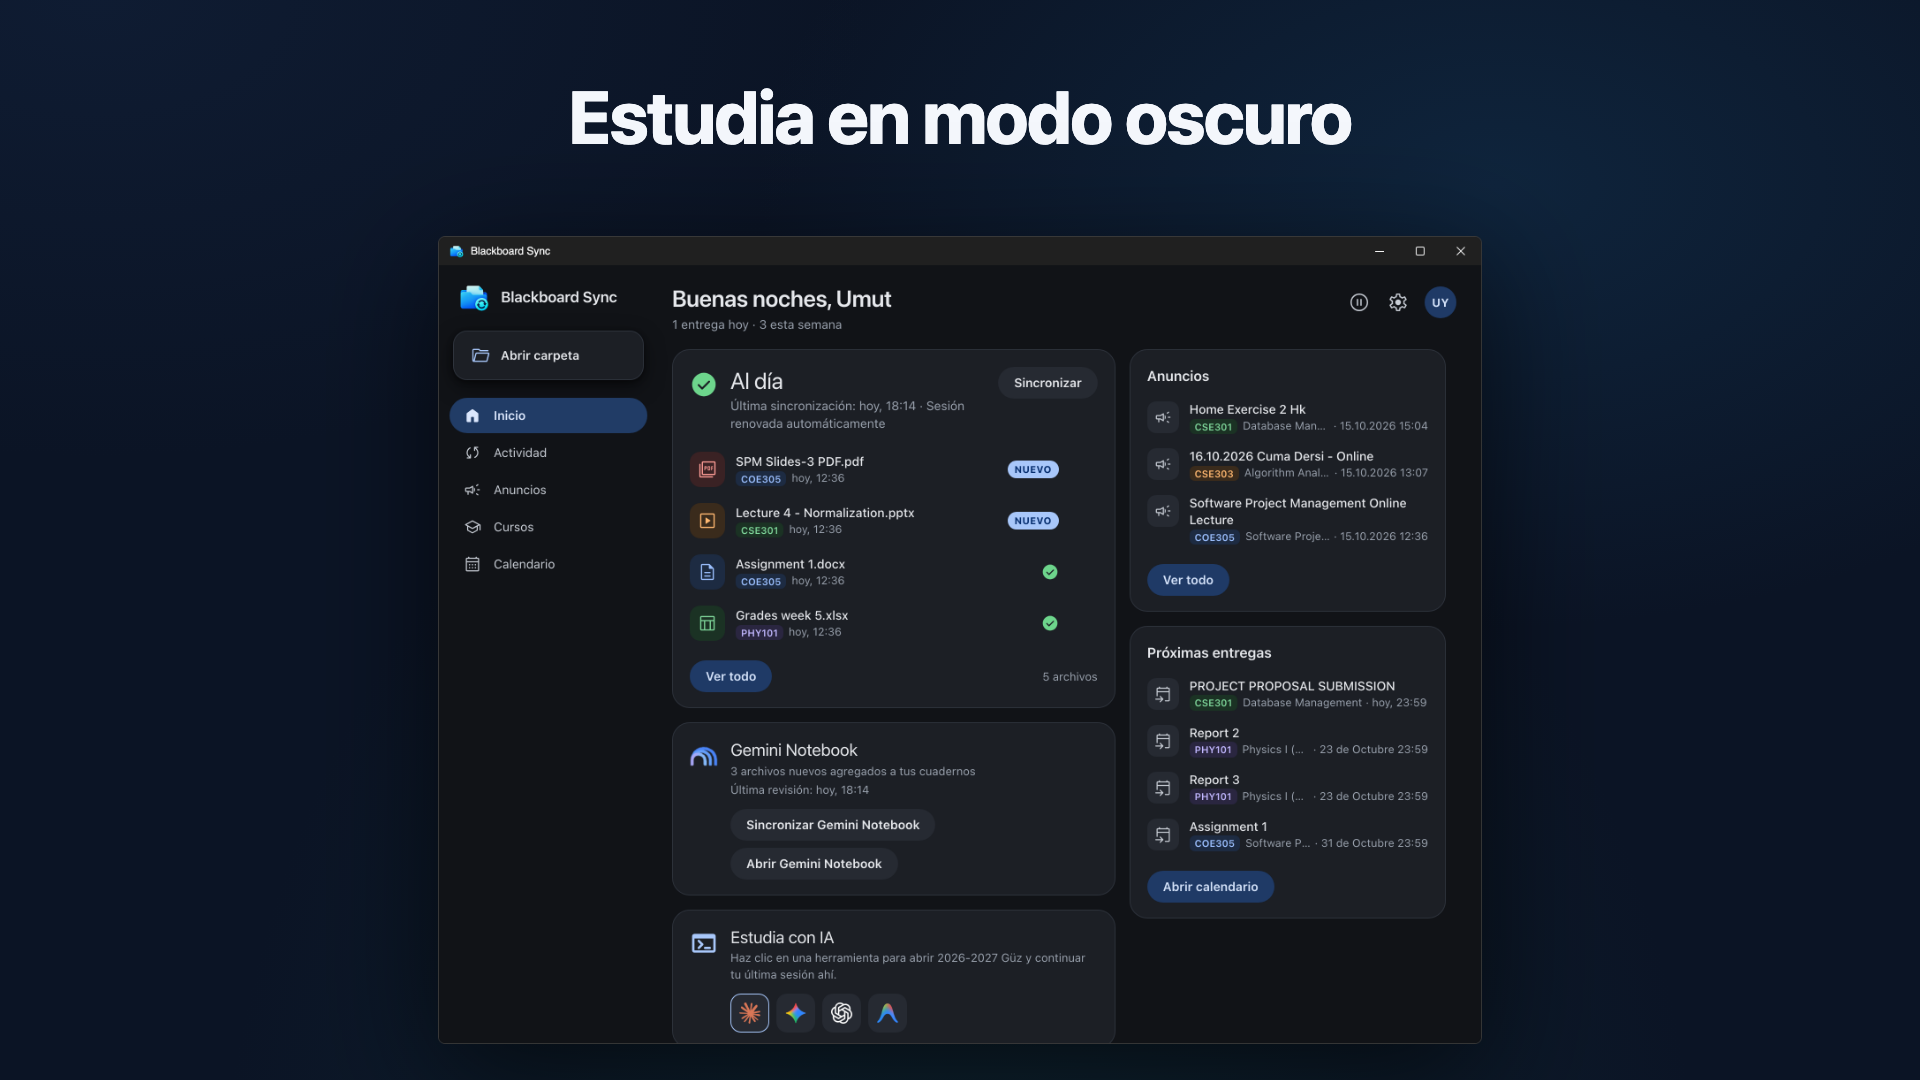 Estudia en modo oscuro
Blackboard Sync
Blackboard Sync
Abrir carpeta
Inicio
Actividad
Anuncios
Cursos
Calendario
Buenas noches, Umut
1 entrega hoy · 3 esta semana
UY
Al día
Sincronizar
Última sincronización: hoy, 18:14 · Sesión
renovada automáticamente
PDF
SPM Slides-3 PDF.pdf
COE305 hoy, 12:36
NUEVO
Lecture 4 - Normalization.pptx
CSE301 hoy, 12:36
NUEVO
Assignment 1.docx
COE305 hoy, 12:36
Grades week 5.xlsx
PHY101 hoy, 12:36
Ver todo
5 archivos
Gemini Notebook
3 archivos nuevos agregados a tus cuadernos
Última revisión: hoy, 18:14
Sincronizar Gemini Notebook
Abrir Gemini Notebook
Estudia con IA
Haz clic en una herramienta para abrir 2026-2027 Güz y continuar
tu última sesión ahí.
Anuncios
Home Exercise 2 Hk
CSE301 Database Man... · 15.10.2026 15:04
16.10.2026 Cuma Dersi - Online
CSE303 Algorithm Anal... · 15.10.2026 13:07
Software Project Management Online
Lecture
COE305 Software Proje... · 15.10.2026 12:36
Ver todo
Próximas entregas
PROJECT PROPOSAL SUBMISSION
CSE301 Database Management · hoy, 23:59
Report 2
PHY101 Physics I (... · 23 de Octubre 23:59
Report 3
PHY101 Physics I (... · 23 de Octubre 23:59
Assignment 1
COE305 Software P... · 31 de Octubre 23:59
Abrir calendario